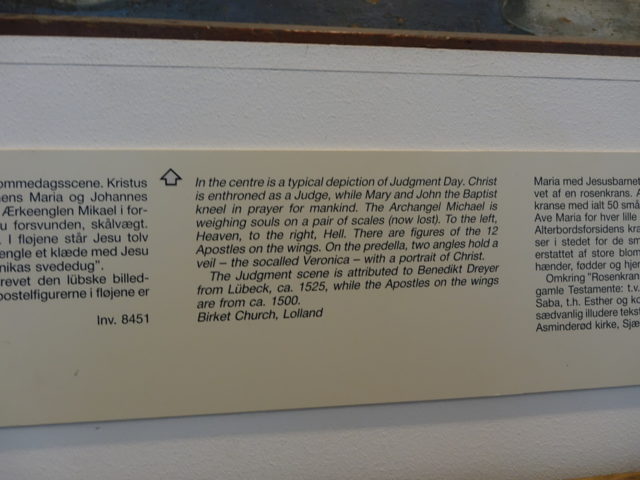 ommedagsscene. Kristus
ens Maria og Johannes
Ærkeenglen Mikael i for-
u forsvunden, skålvægt.
. I fløjene står Jesu tolv
engle et klæde med Jesu
nikas svededug".
revet den lübske billed-
postelfigurerne i fløjene er
Inv. 8451
In the centre is a typical depiction of Judgment Day. Christ
is enthroned as a Judge, while Mary and John the Baptist
kneel in prayer for mankind. The Archangel Michael is
weighing souls on a pair of scales (now lost). To the left,
Heaven, to the right, Hell. There are figures of the 12
Apostles on the wings. On the predella, two angels hold a
veil – the socalled Veronica – with a portrait of Christ.
The Judgment scene is attributed to Benedikt Dreyer
from Lübeck, ca. 1525, while the Apostles on the wings
are from ca. 1500.
Birket Church, Lolland
Maria med Jesusbarnet
vet af en rosenkrans. A
kranse med ialt 50 små
Ave Maria for hver lille
Alterbordsforsidens kra
ser i stedet for de sm
erstattet af store blom
hænder, fødder og hjer
Omkring "Rosenkran
gamle Testamente: t.v.
Saba, t.h. Esther og ko
sædvanlig illudere tekst
Asminderød kirke, Sjæ